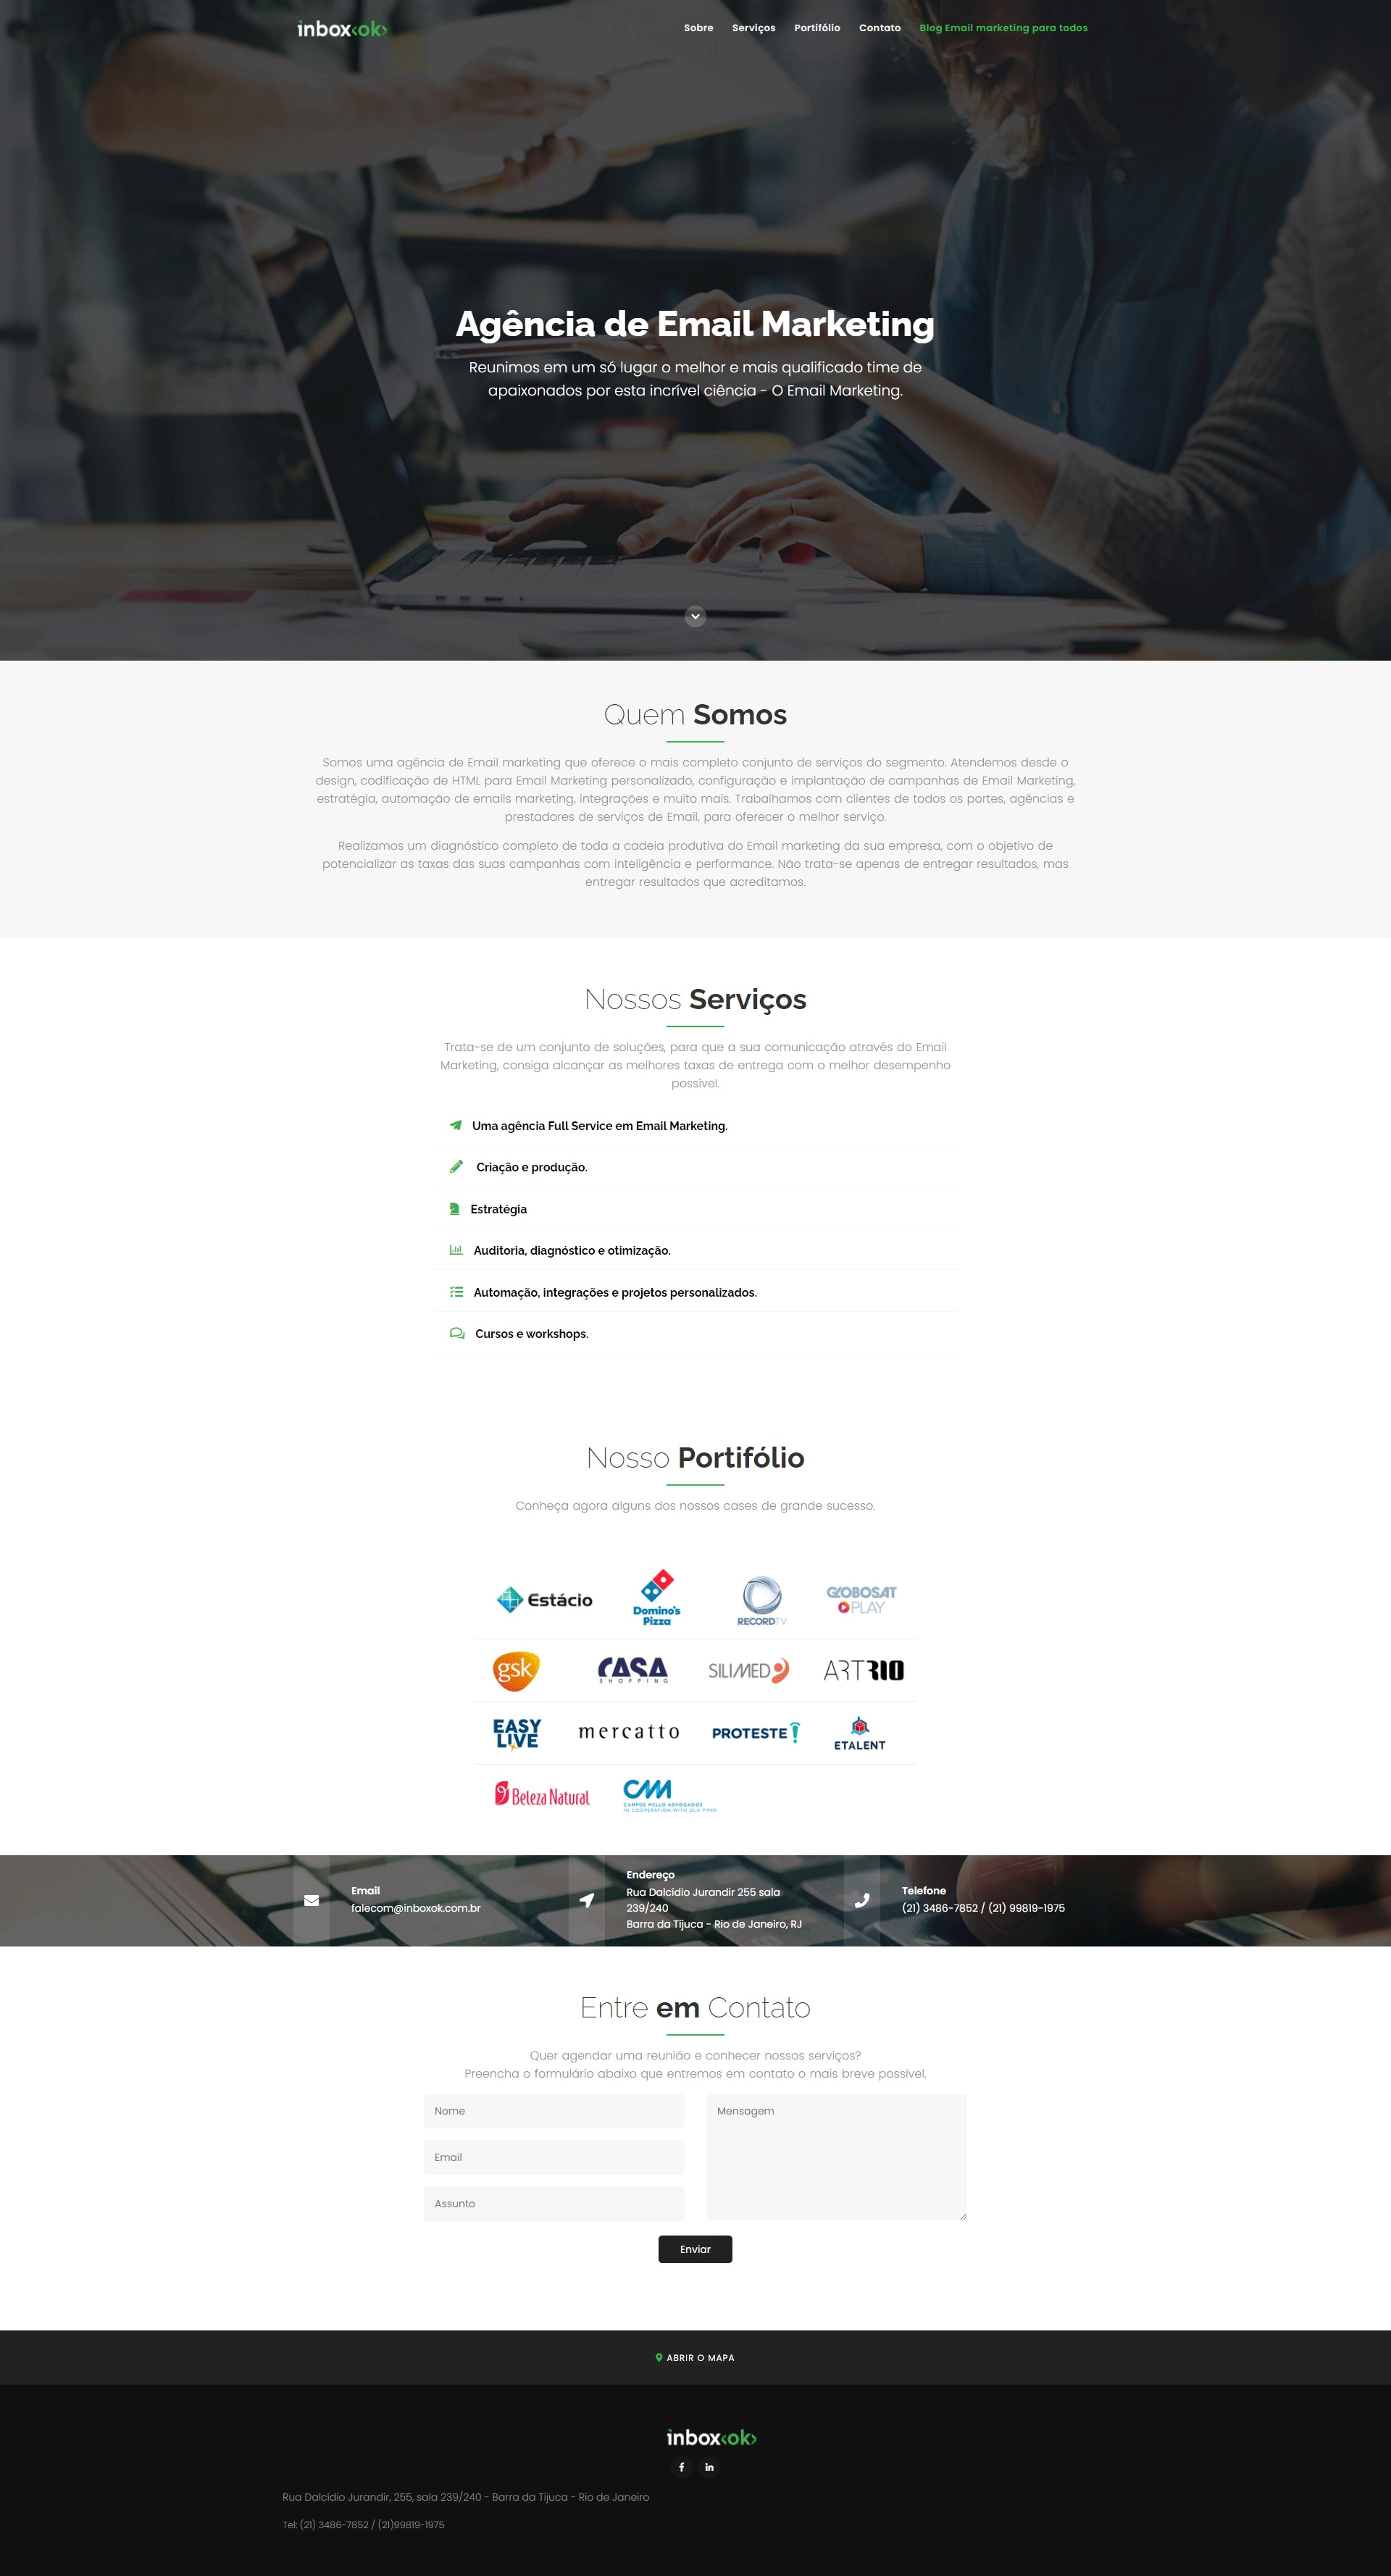 inbox<ok>
Sobre Serviços Portifólio Contato Blog Email marketing para todos
Agência de Email Marketing
Reunimos em um só lugar o melhor e mais qualificado time de
apaixonados por esta incrível ciência - O Email Marketing.
Quem Somos
Somos uma agência de Email marketing que oferece o mais completo conjunto de serviços do segmento. Atendemos desde o
design, codificação de HTML para Email Marketing personalizado, configuração e implantação de campanhas de Email Marketing,
estratégia, automação de emails marketing, integrações e muito mais. Trabalhamos com clientes de todos os portes, agências e
prestadores de serviços de Email, para oferecer o melhor serviço.
Realizamos um diagnóstico completo de toda a cadeia produtiva do Email marketing da sua empresa, com o objetivo de
potencializar as taxas das suas campanhas com inteligência e performance. Não trata-se apenas de entregar resultados, mas
entregar resultados que acreditamos.
Nossos Serviços
Trata-se de um conjunto de soluções, para que a sua comunicação através do Email
Marketing, consiga alcançar as melhores taxas de entrega com o melhor desempenho
possível.
Uma agência Full Service em Email Marketing.
Criação e produção.
Estratégia
Auditoria, diagnóstico e otimização.
Automação, integrações e projetos personalizados.
Cursos e workshops.
Nosso Portifólio
Conheça agora alguns dos nossos cases de grande sucesso.
Estácio
Domino's
Pizza
RECORDTV
GLOBOSAT
PLAY
gsk
CASA
SHOPPING
SILIMED
ARTRIO
EASY
LIVE
mercatto
PROTESTE
ETALENT
Beleza Natural
CMA
CAMPOS MELLO ADVOGADOS
IN COOPERATION WITH DLA PIPER
Email
falecom@inboxok.com.br
Endereço
Rua Dalcídio Jurandir 255 sala
239/240
Barra da Tijuca - Rio de Janeiro, RJ
Telefone
(21) 3486-7852 / (21) 99819-1975
Entre em Contato
Quer agendar uma reunião e conhecer nossos serviços?
Preencha o formulário abaixo que entremos em contato o mais breve possível.
Nome
Mensagem
Email
Assunto
Enviar
ABRIR O MAPA
inbox<ok>
Rua Dalcídio Jurandir, 255, sala 239/240 - Barra da Tijuca - Rio de Janeiro
Tel: (21) 3486-7852 / (21)99819-1975